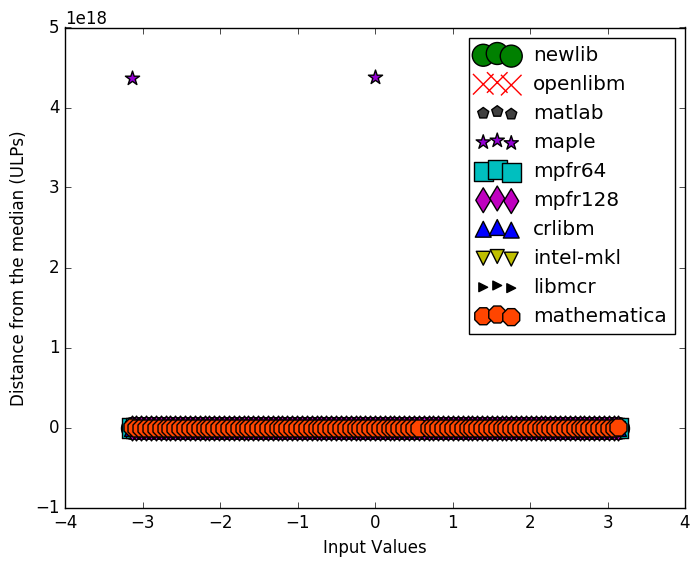 1e18
5
4
3
2
1
0
−1
−4
−3
−2
−1
0
1
2
3
4
Distance from the median (ULPs)
Input Values
newlib
openlibm
matlab
maple
mpfr64
mpfr128
crlibm
intel-mkl
libmcr
mathematica